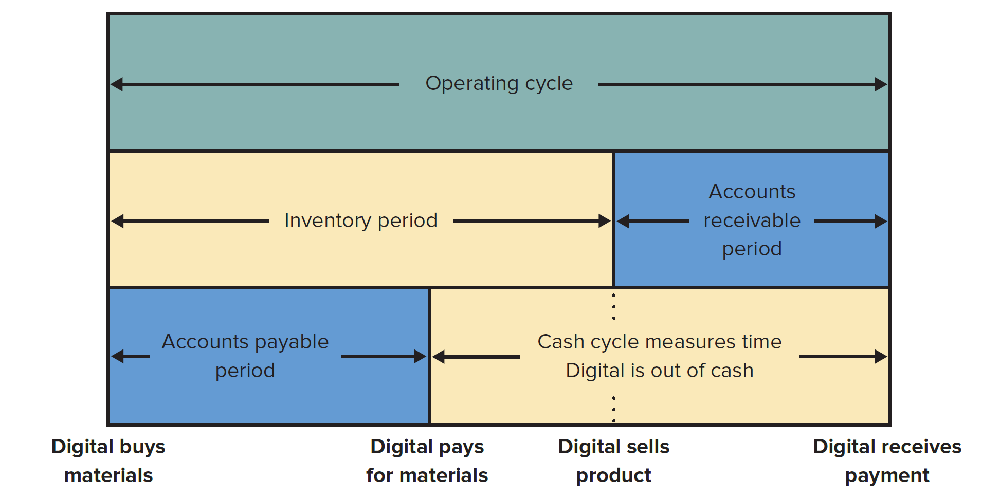 Operating cycle
Inventory period
Accounts
receivable
period
Accounts payable
period
Cash cycle measures time
Digital is out of cash
Digital buys
materials
Digital pays
for materials
Digital sells
product
Digital receives
payment